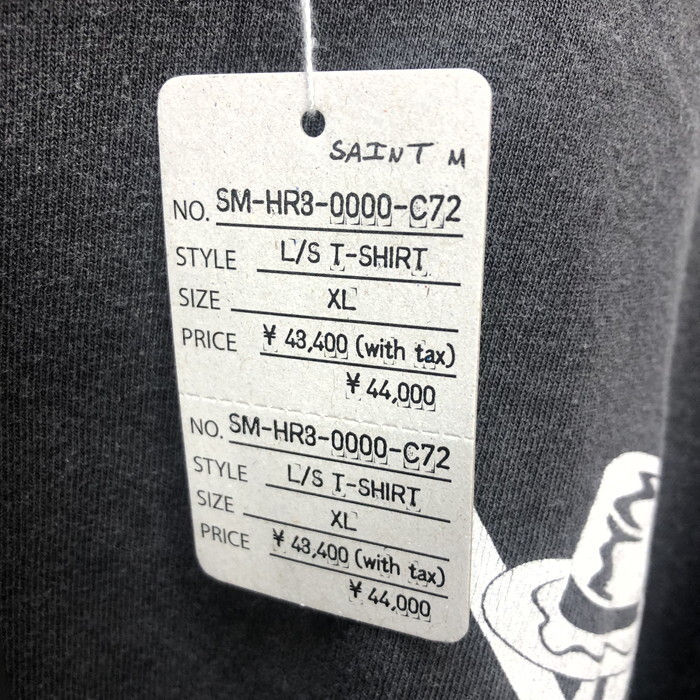 SAINT M
NO. SM-HR3-0000-C72
STYLE L/S T-SHIRT
SIZE XL
PRICE ¥ 43,400 (with tax)
¥ 44,000
NO. SM-HR3-0000-C72
STYLE L/S T-SHIRT
SIZE XL
PRICE ¥ 43,400 (with tax)
¥ 44,000